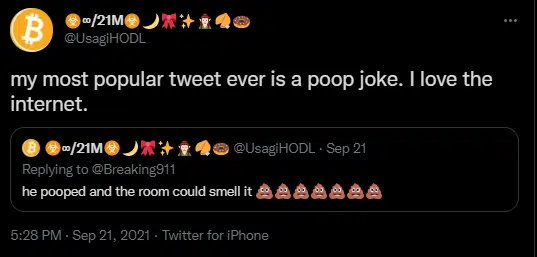 ☣️∞/21M☣️🌙🎀✨🧛🏻‍♂️🥠🍩
@UsagiHODL
my most popular tweet ever is a poop joke. I love the
internet.
☣️∞/21M☣️🌙🎀✨🧛🏻‍♂️🥠🍩 @UsagiHODL · Sep 21
Replying to @Breaking911
he pooped and the room could smell it 💩💩💩💩💩💩💩
5:28 PM · Sep 21, 2021 · Twitter for iPhone